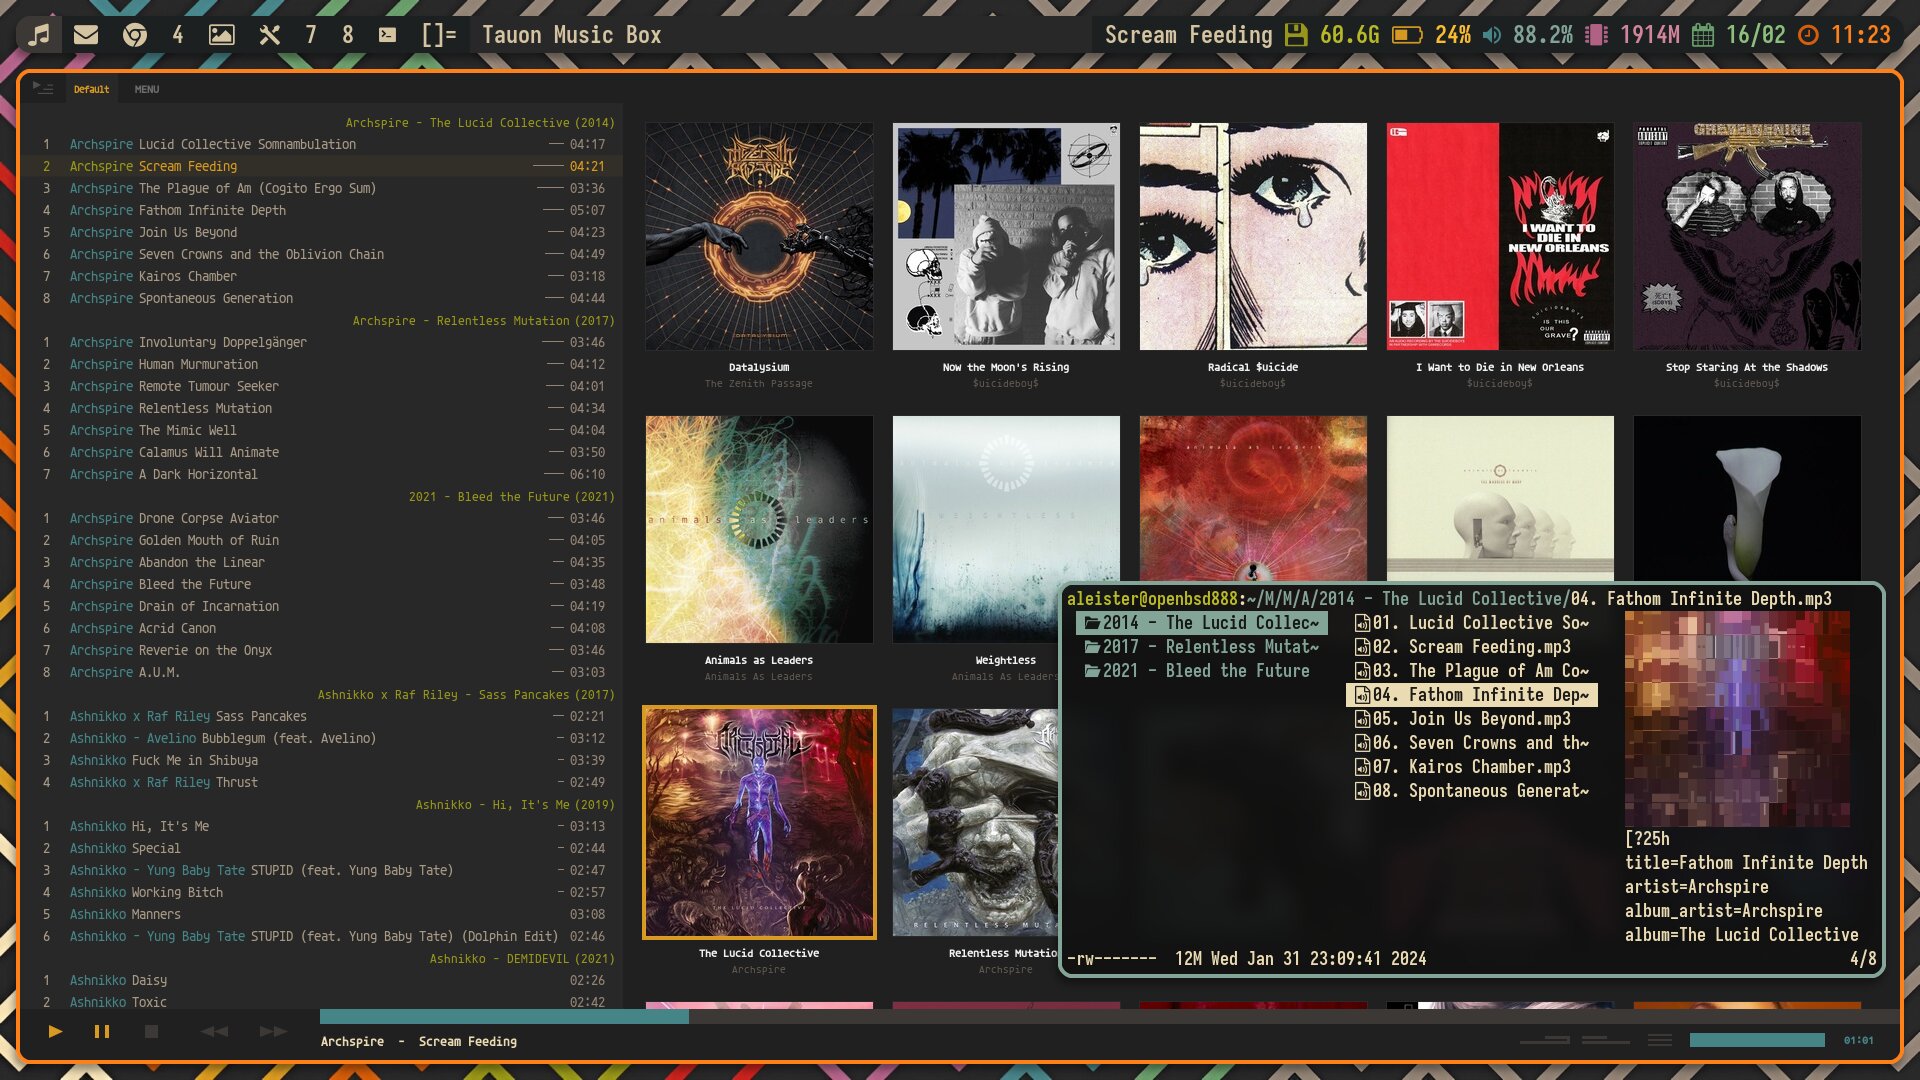 4 7 8 []= Tauon Music Box Scream Feeding 60.6G 24% 88.2% 1914M 16/02 11:23
Default MENU
Archspire - The Lucid Collective (2014)
1 Archspire Lucid Collective Somnambulation 04:17
2 Archspire Scream Feeding 04:21
3 Archspire The Plague of Am (Cogito Ergo Sum) 03:36
4 Archspire Fathom Infinite Depth 05:07
5 Archspire Join Us Beyond 04:23
6 Archspire Seven Crowns and the Oblivion Chain 04:49
7 Archspire Kairos Chamber 03:18
8 Archspire Spontaneous Generation 04:44
Archspire - Relentless Mutation (2017)
1 Archspire Involuntary Doppelgänger 03:46
2 Archspire Human Murmuration 04:12
3 Archspire Remote Tumour Seeker 04:01
4 Archspire Relentless Mutation 04:34
5 Archspire The Mimic Well 04:04
6 Archspire Calamus Will Animate 03:50
7 Archspire A Dark Horizontal 06:10
2021 - Bleed the Future (2021)
1 Archspire Drone Corpse Aviator 03:46
2 Archspire Golden Mouth of Ruin 04:05
3 Archspire Abandon the Linear 04:35
4 Archspire Bleed the Future 03:48
5 Archspire Drain of Incarnation 04:19
6 Archspire Acrid Canon 04:08
7 Archspire Reverie on the Onyx 03:46
8 Archspire A.U.M. 03:03
Ashnikko x Raf Riley - Sass Pancakes (2017)
1 Ashnikko x Raf Riley Sass Pancakes 02:21
2 Ashnikko - Avelino Bubblegum (feat. Avelino) 03:12
3 Ashnikko Fuck Me in Shibuya 03:39
4 Ashnikko x Raf Riley Thrust 02:49
Ashnikko - Hi, It's Me (2019)
1 Ashnikko Hi, It's Me 03:13
2 Ashnikko Special 02:44
3 Ashnikko - Yung Baby Tate STUPID (feat. Yung Baby Tate) 02:47
4 Ashnikko Working Bitch 02:57
5 Ashnikko Manners 03:08
6 Ashnikko - Yung Baby Tate STUPID (feat. Yung Baby Tate) (Dolphin Edit) 02:46
Ashnikko - DEMIDEVIL (2021)
1 Ashnikko Daisy 02:26
2 Ashnikko Toxic 02:42
DATALYSIUM
I WANT TO
DIE IN
NEW ORLEANS
IS THIS
OUR
GRAVE?
Datalysium
The Zenith Passage
Now the Moon's Rising
$uicideboy$
Radical $uicide
$uicideboy$
I Want to Die in New Orleans
$uicideboy$
Stop Staring At the Shadows
$uicideboy$
animals as leaders
WEIGHTLESS
animals as leaders
Animals as Leaders
Animals As Leaders
Weightless
Animals As Leaders
ARCHSPIRE
THE LUCID COLLECTIVE
RELENTLESS MUTA
The Lucid Collective
Archspire
Relentless Mutatio
Archspire
aleister@openbsd888:~/M/M/A/2014 - The Lucid Collective/04. Fathom Infinite Depth.mp3
2014 - The Lucid Collec~
2017 - Relentless Mutat~
2021 - Bleed the Future
01. Lucid Collective So~
02. Scream Feeding.mp3
03. The Plague of Am Co~
04. Fathom Infinite Dep~
05. Join Us Beyond.mp3
06. Seven Crowns and th~
07. Kairos Chamber.mp3
08. Spontaneous Generat~
[?25h
title=Fathom Infinite Depth
artist=Archspire
album_artist=Archspire
album=The Lucid Collective
-rw------- 12M Wed Jan 31 23:09:41 2024 4/8
Archspire - Scream Feeding 01:01